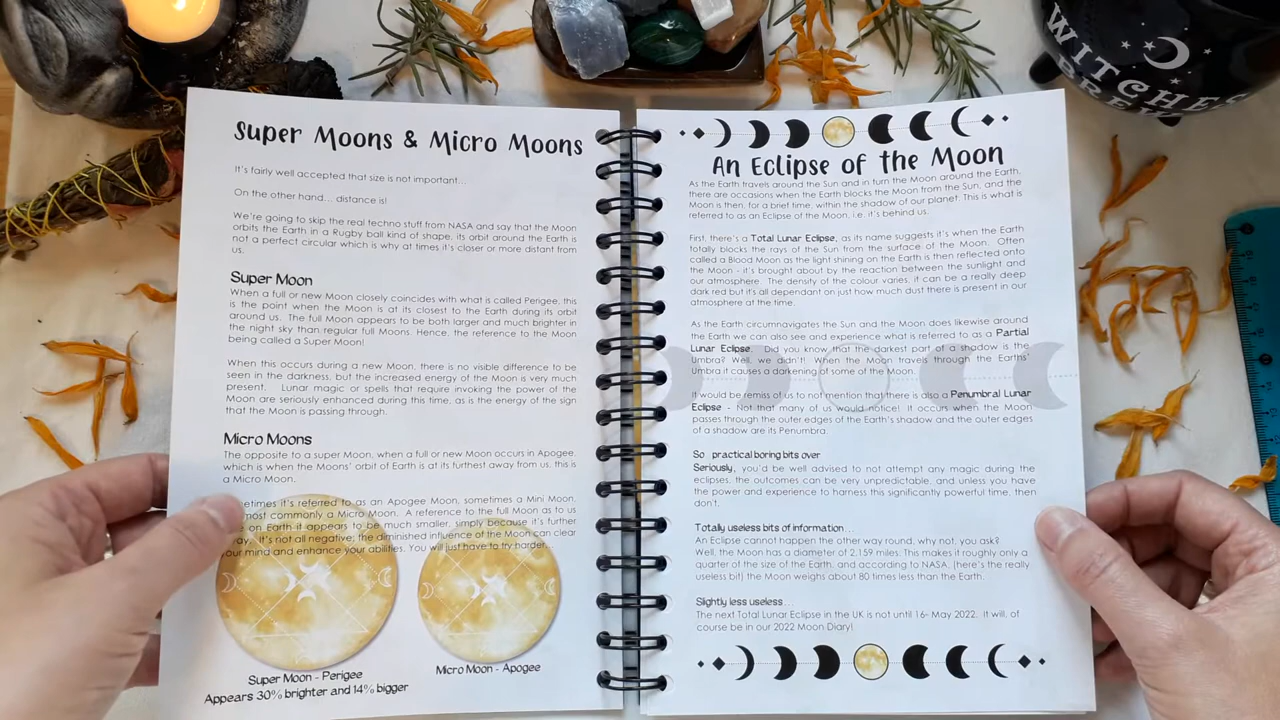 WITCHES
BREW
Super Moons & Micro Moons
It's fairly well accepted that size is not important...
On the other hand... distance is!
We're going to skip the real techno stuff from NASA and say that the Moon
orbits the Earth in a Rugby ball kind of shape, its orbit around the Earth is
not a perfect circular which is why at times it's closer or more distant from
us.
Super Moon
When a full or new Moon closely coincides with what is called Perigee, this
is the point when the Moon is at its closest to the Earth during its orbit
around us. The full Moon appears to be both larger and much brighter in
the night sky than regular full Moons. Hence, the reference to the Moon
being called a Super Moon!
When this occurs during a new Moon, there is no visible difference to be
seen in the darkness, but the increased energy of the Moon is very much
present. Lunar magic or spells that require invoking the power of the
Moon are seriously enhanced during this time, as is the energy of the sign
that the Moon is passing through.
Micro Moons
The opposite to a super Moon, when a full or new Moon occurs in Apogee,
which is when the Moons' orbit of Earth is at its furthest away from us, this is
a Micro Moon.
etimes it's referred to as an Apogee Moon, sometimes a Mini Moon,
most commonly a Micro Moon. A reference to the full Moon as to us
on Earth it appears to be much smaller, simply because it's further
It's not all negative; the diminished influence of the Moon can clear
our mind and enhance your abilities. You will just have to try harder.
Super Moon - Perigee
Appears 30% brighter and 14% bigger
Micro Moon - Apogee
An Eclipse of the Moon
As the Earth travels around the Sun and in turn the Moon around the Earth,
there are occasions when the Earth blocks the Moon from the Sun, and the
Moon is then, for a brief time, within the shadow of our planet. This is what is
referred to as an Eclipse of the Moon, i.e. it's behind us.
First, there's a Total Lunar Eclipse, as its name suggests it's when the Earth
totally blocks the rays of the Sun from the surface of the Moon. Often
called a Blood Moon as the light shining on the Earth is then reflected onto
the Moon - it's brought about by the reaction between the sunlight and
our atmosphere. The density of the colour varies, it can be a really deep
dark red but it's all dependant on just how much dust there is present in our
atmosphere at the time.
As the Earth circumnavigates the Sun and the Moon does likewise around
the Earth we can also see and experience what is referred to as a Partial
Lunar Eclipse. Did you know that the darkest part of a shadow is the
Umbra? Well, we didn't! When the Moon travels through the Earths'
Umbra it causes a darkening of some of the Moon.
It would be remiss of us to not mention that there is also a Penumbral Lunar
Eclipse - Not that many of us would notice! It occurs when the Moon
passes through the outer edges of the Earth's shadow and the outer edges
of a shadow are its Penumbra.
So practical boring bits over
Seriously, you'd be well advised to not attempt any magic during the
eclipses, the outcomes can be very unpredictable, and unless you have
the power and experience to harness this significantly powerful time, then
don't.
Totally useless bits of information...
An Eclipse cannot happen the other way round, why not, you ask?
Well, the Moon has a diameter of 2,159 miles. This makes it roughly only a
quarter of the size of the Earth, and according to NASA, (here's the really
useless bit) the Moon weighs about 80 times less than the Earth.
Slightly less useless...
The next Total Lunar Eclipse in the UK is not until 16th May 2022. It will, of
course be in our 2022 Moon Diary!